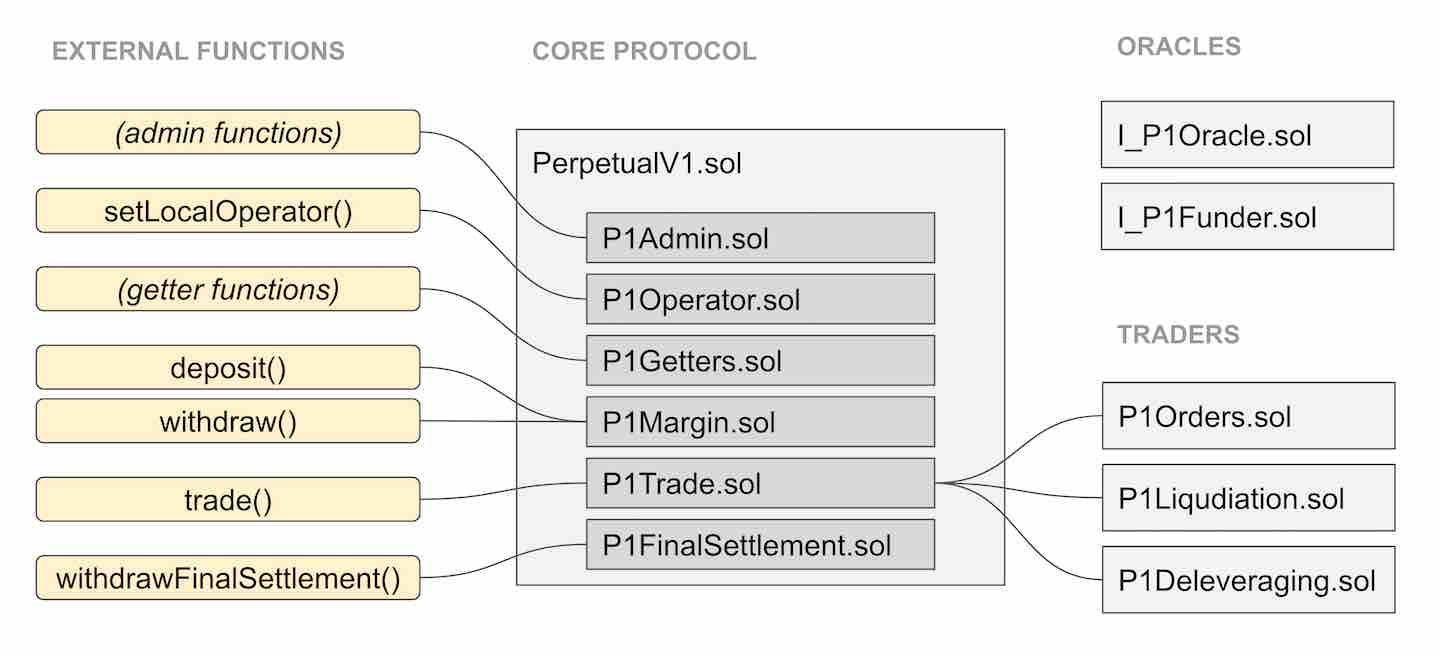 EXTERNAL FUNCTIONS
(admin functions)
setLocalOperator()
(getter functions)
deposit()
withdraw()
trade()
withdrawFinalSettlement()
CORE PROTOCOL
PerpetualV1.sol
P1Admin.sol
P1Operator.sol
P1Getters.sol
P1Margin.sol
P1Trade.sol
P1FinalSettlement.sol
ORACLES
I_P1Oracle.sol
I_P1Funder.sol
TRADERS
P1Orders.sol
P1Liqudiation.sol
P1Deleveraging.sol